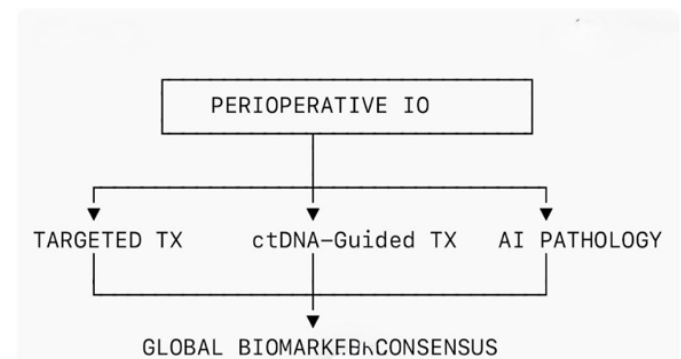 PERIOPERATIVE IO
TARGETED TX ctDNA-Guided TX AI PATHOLOGY
GLOBAL CONSENSUS